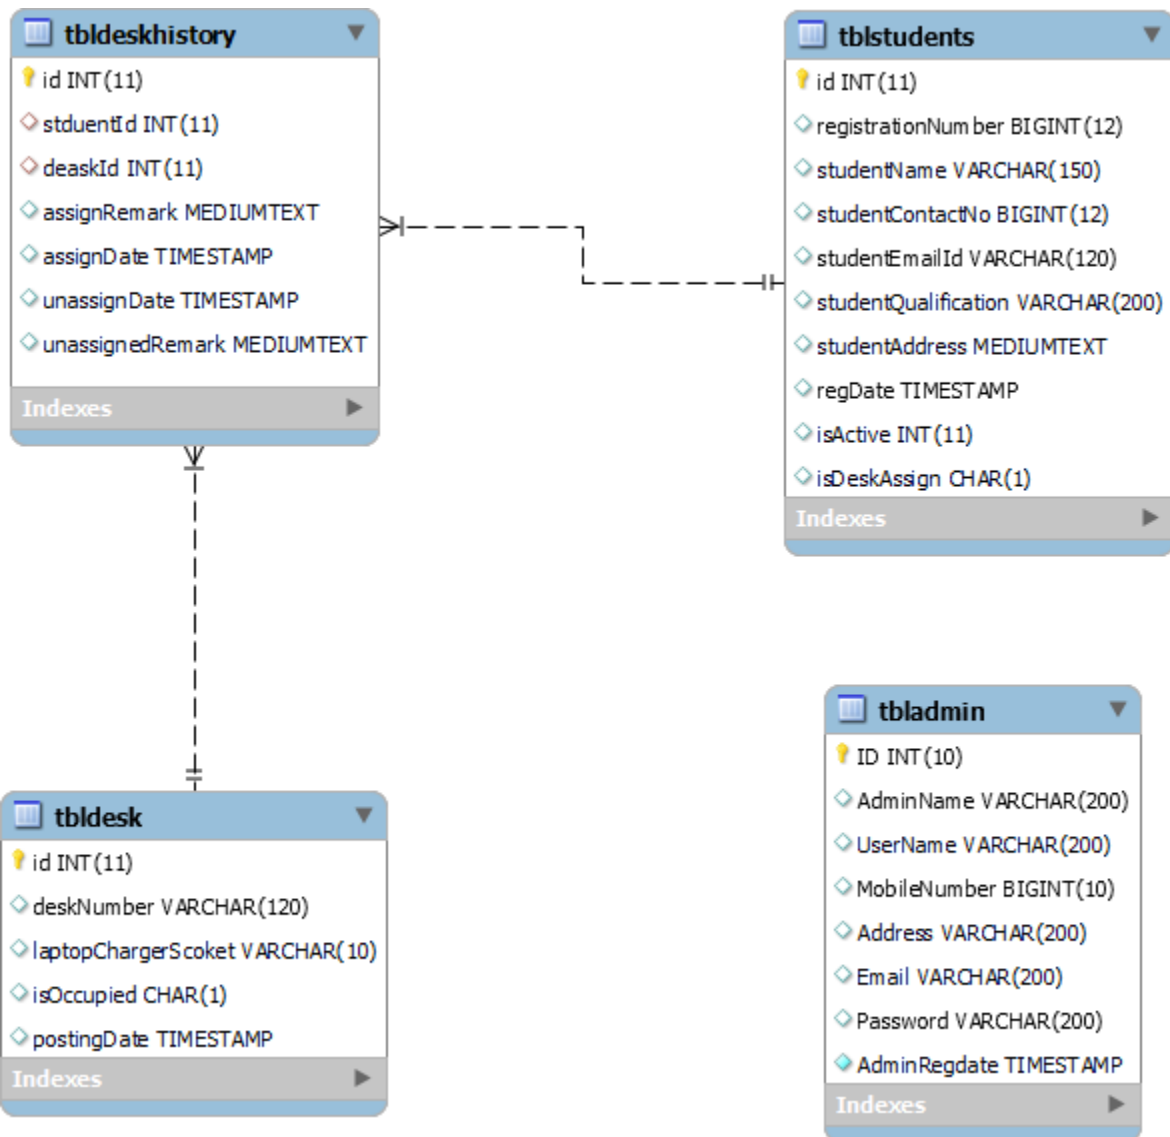 tbldeskhistory
id INT(11)
stduentId INT(11)
deaskId INT(11)
assignRemark MEDIUMTEXT
assignDate TIMESTAMP
unassignDate TIMESTAMP
unassignedRemark MEDIUMTEXT
Indexes
tblstudents
id INT(11)
registrationNumber BIGINT(12)
studentName VARCHAR(150)
studentContactNo BIGINT(12)
studentEmailId VARCHAR(120)
studentQualification VARCHAR(200)
studentAddress MEDIUMTEXT
regDate TIMESTAMP
isActive INT(11)
isDeskAssign CHAR(1)
Indexes
tbldesk
id INT(11)
deskNumber VARCHAR(120)
laptopChargerScoket VARCHAR(10)
isOccupied CHAR(1)
postingDate TIMESTAMP
Indexes
tbladmin
ID INT(10)
AdminName VARCHAR(200)
UserName VARCHAR(200)
MobileNumber BIGINT(10)
Address VARCHAR(200)
Email VARCHAR(200)
Password VARCHAR(200)
AdminRegdate TIMESTAMP
Indexes